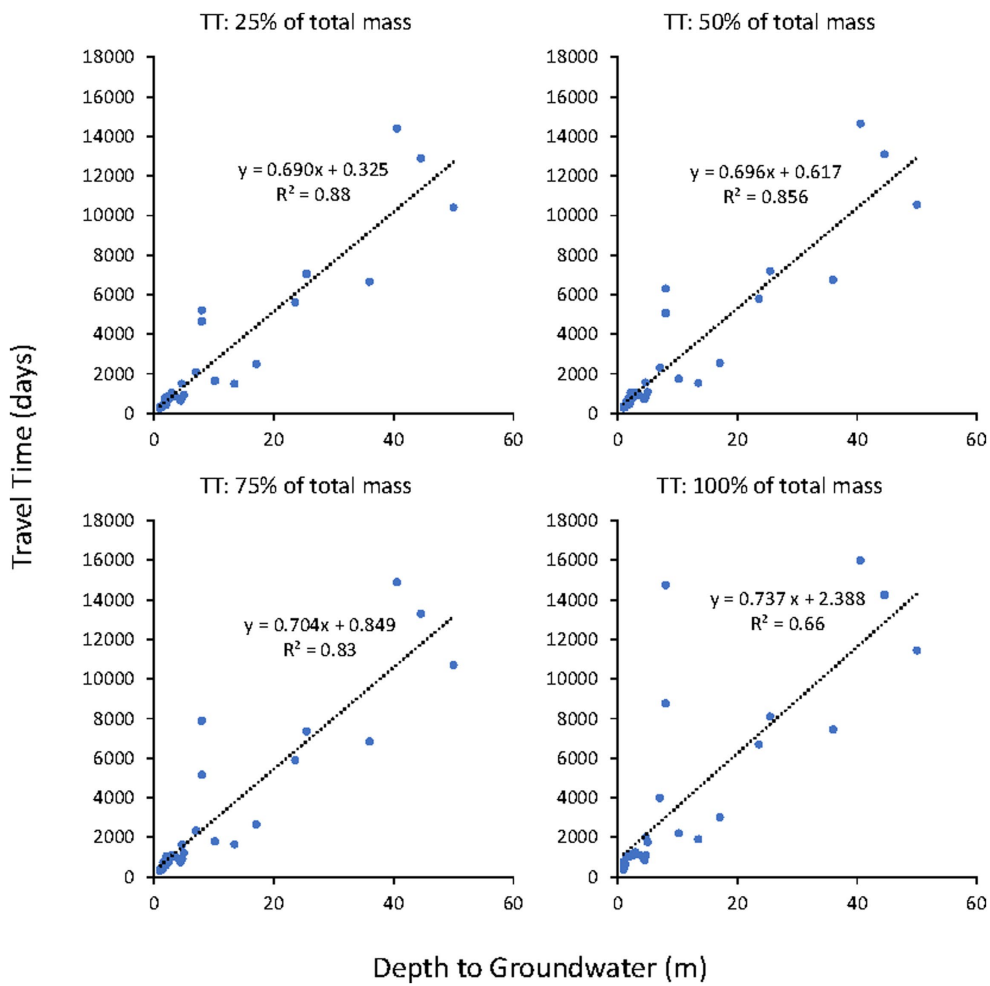 TT: 25% of total mass
TT: 50% of total mass
18000
16000
14000
12000
10000
8000
6000
4000
2000
0
y = 0.690x + 0.325
R² = 0.88
0 20 40 60
18000
16000
14000
12000
10000
8000
6000
4000
2000
0
y = 0.696x + 0.617
R² = 0.856
0 20 40 60
Travel Time (days)
TT: 75% of total mass
TT: 100% of total mass
18000
16000
14000
12000
10000
8000
6000
4000
2000
0
y = 0.704x + 0.849
R² = 0.83
0 20 40 60
18000
16000
14000
12000
10000
8000
6000
4000
2000
0
y = 0.737 x + 2.388
R² = 0.66
0 20 40 60
Depth to Groundwater (m)